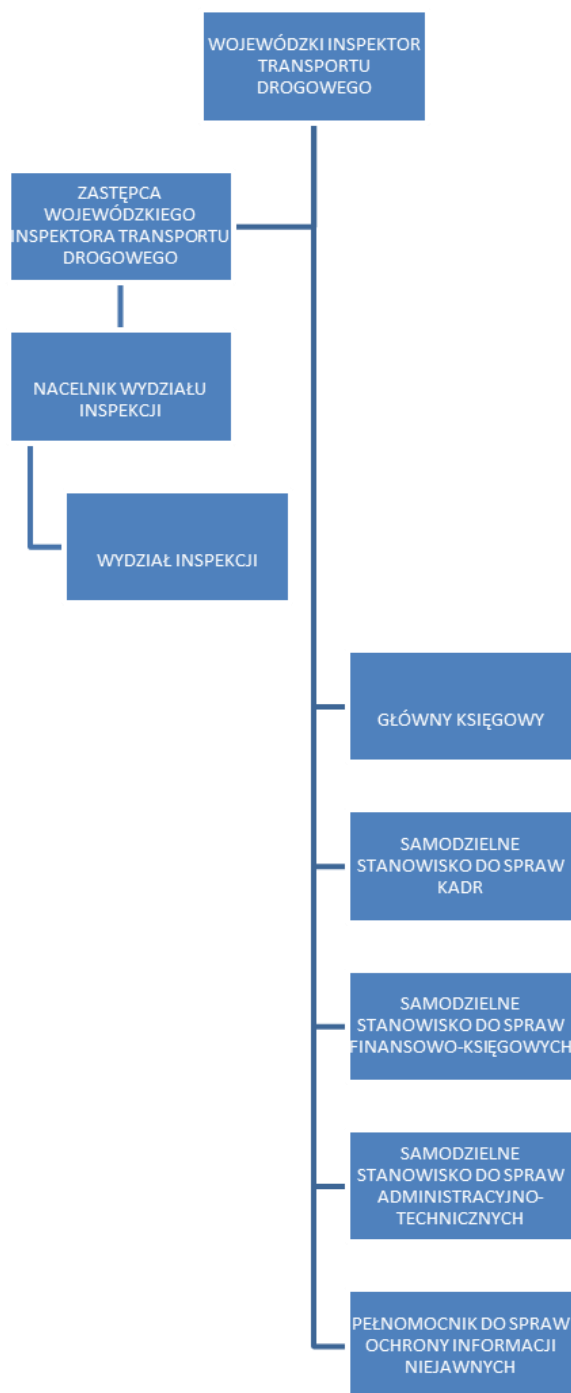 WOJEWÓDZKI INSPEKTOR
TRANSPORTU
DROGOWEGO
ZASTĘPCA
WOJEWÓDZKIEGO
INSPEKTORA TRANSPORTU
DROGOWEGO
NACELNIK WYDZIAŁU
INSPEKCJI
WYDZIAŁ INSPEKCJI
GŁÓWNY KSIĘGOWY
SAMODZIELNE
STANOWISKO DO SPRAW
KADR
SAMODZIELNE
STANOWISKO DO SPRAW
FINANSOWO-KSIĘGOWYCH
SAMODZIELNE
STANOWISKO DO SPRAW
ADMINISTRACYJNO-
TECHNICZNYCH
PEŁNOMOCNIK DO SPRAW
OCHRONY INFORMACJI
NIEJAWNYCH